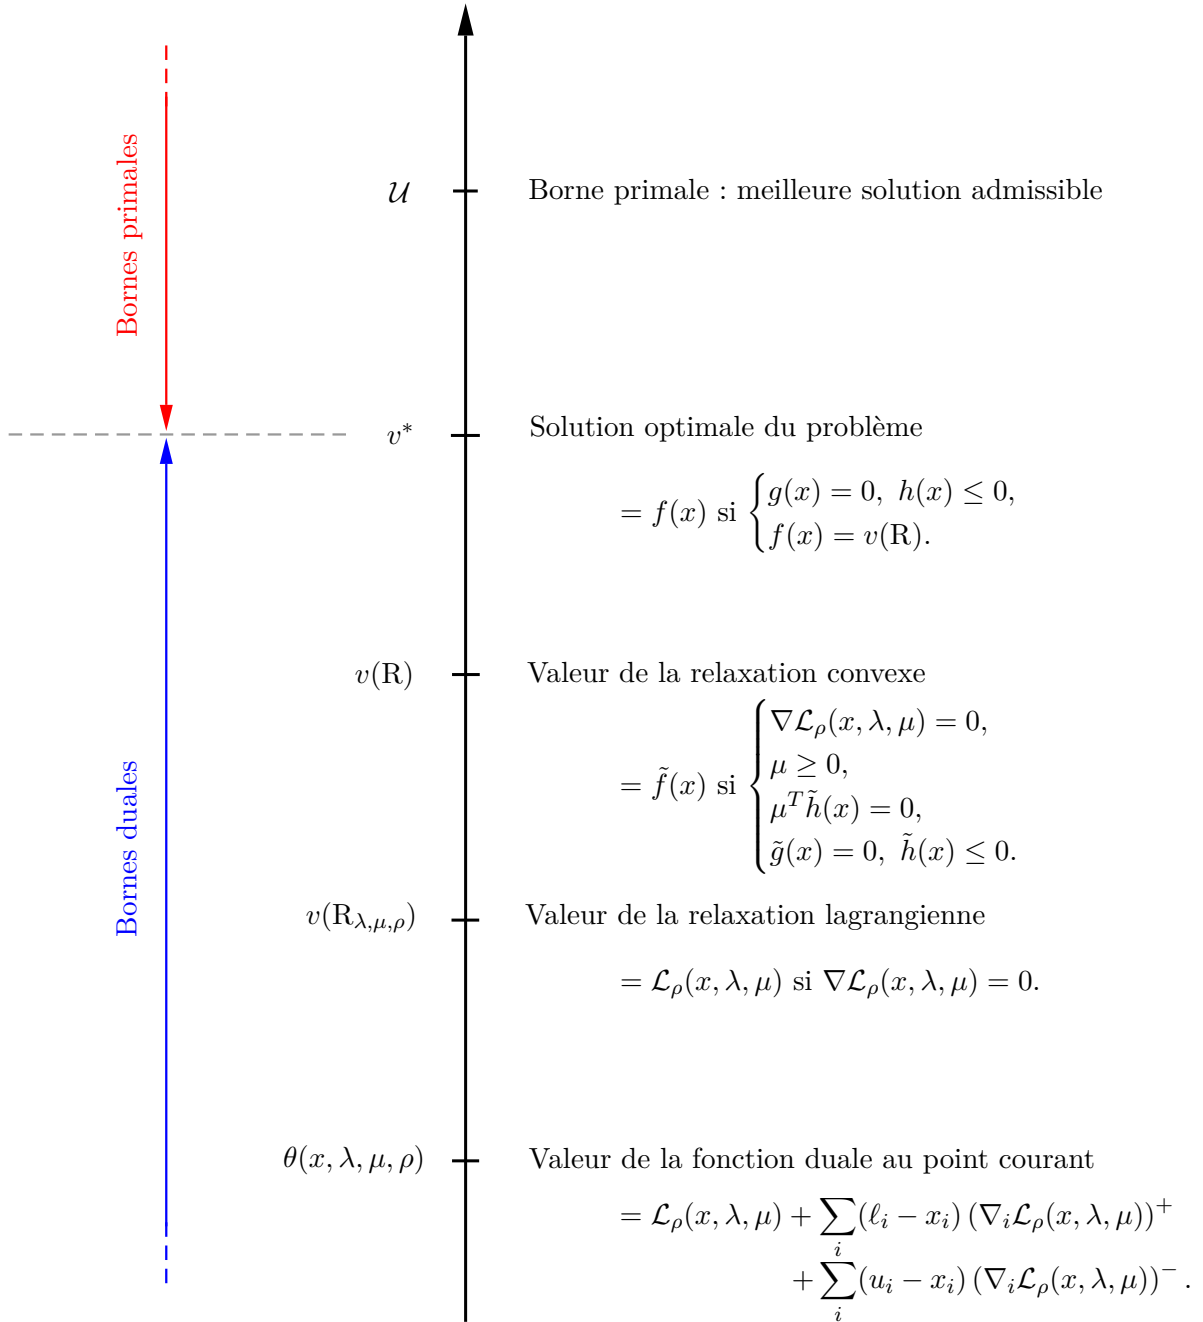 Bornes primales
Bornes duales
𝒰 Borne primale : meilleure solution admissible
v* Solution optimale du problème
= f(x) si { g(x) = 0, h(x) ≤ 0,
f(x) = v(R).
v(R) Valeur de la relaxation convexe
= f̃(x) si { ∇ℒ_ρ(x, λ, μ) = 0,
μ ≥ 0,
μ^T h̃(x) = 0,
g̃(x) = 0, h̃(x) ≤ 0.
v(R_{λ,μ,ρ}) Valeur de la relaxation lagrangienne
= ℒ_ρ(x, λ, μ) si ∇ℒ_ρ(x, λ, μ) = 0.
θ(x, λ, μ, ρ) Valeur de la fonction duale au point courant
= ℒ_ρ(x, λ, μ) + ∑_i (ℓ_i − x_i) (∇_i ℒ_ρ(x, λ, μ))^+
+ ∑_i (u_i − x_i) (∇_i ℒ_ρ(x, λ, μ))^− .